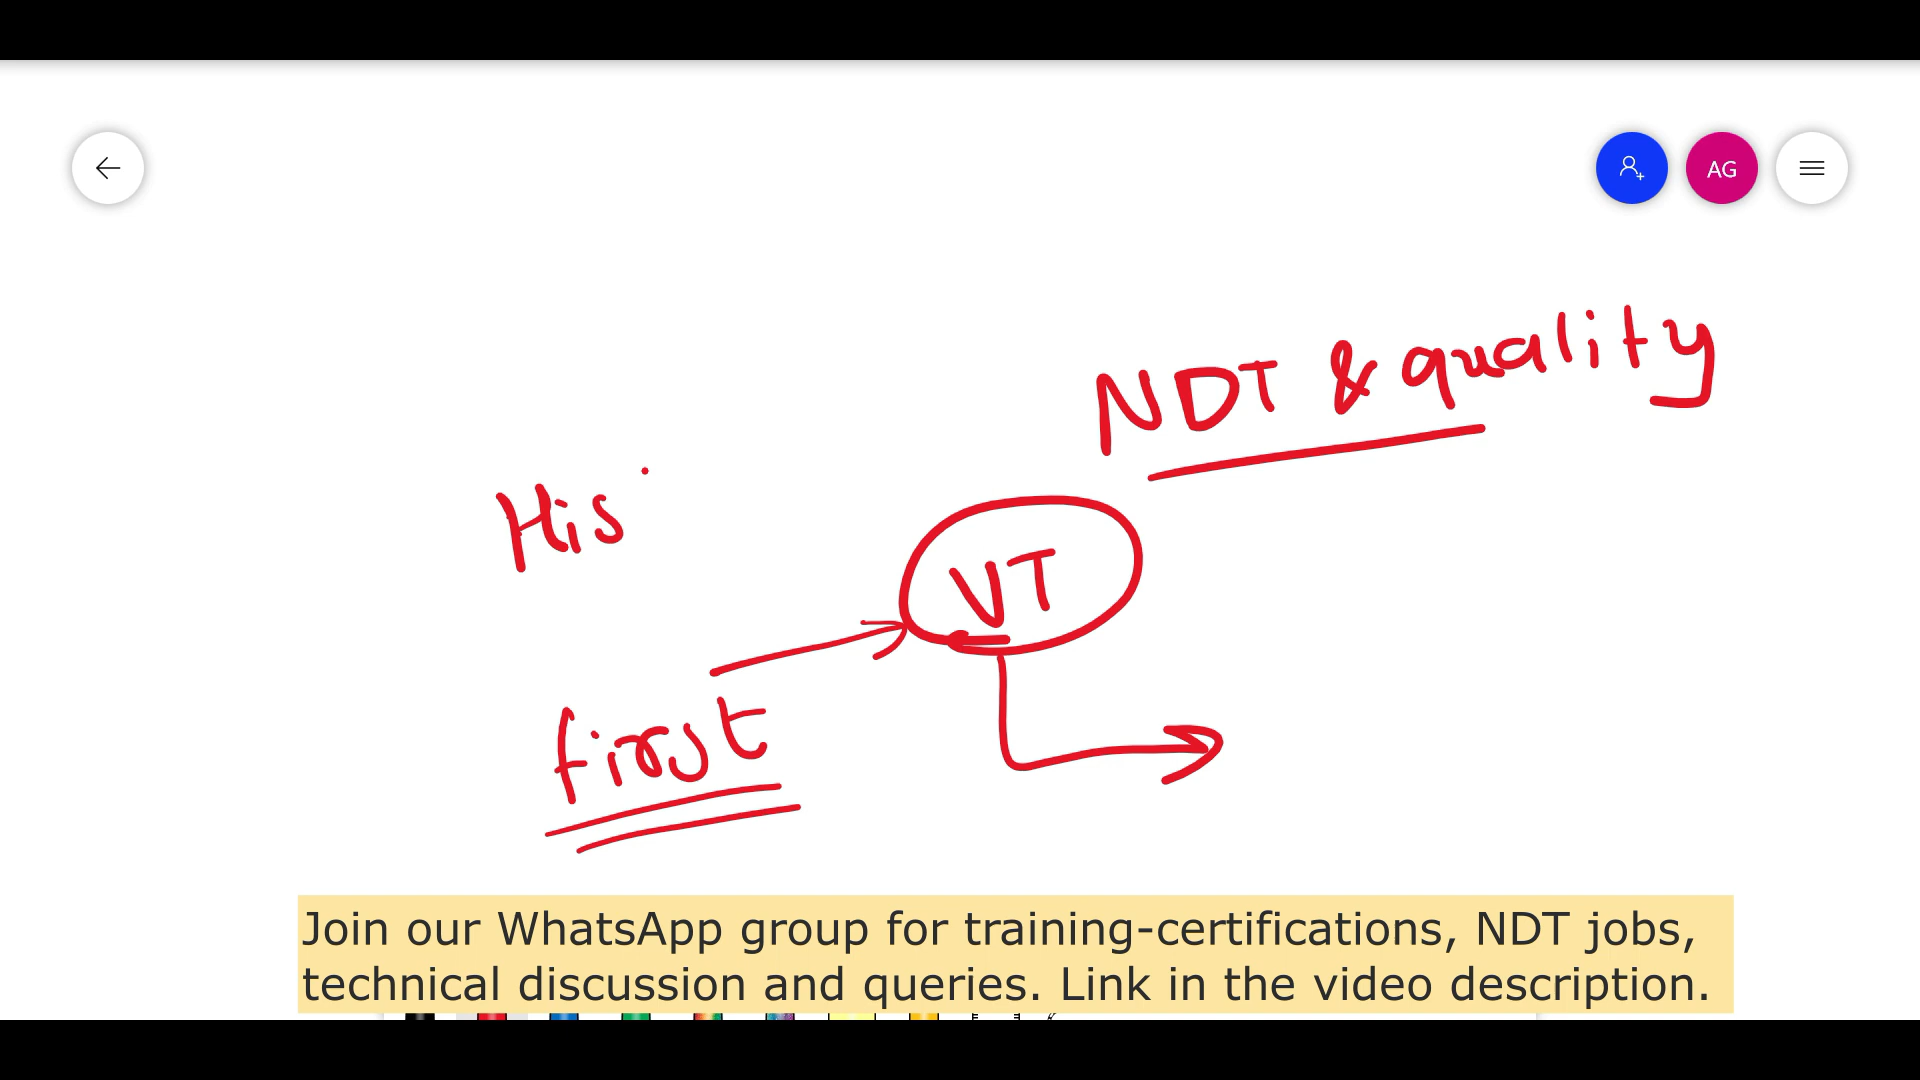 AG
NDT & quality
His
VT
first
Join our WhatsApp group for training-certifications, NDT jobs,
technical discussion and queries. Link in the video description.